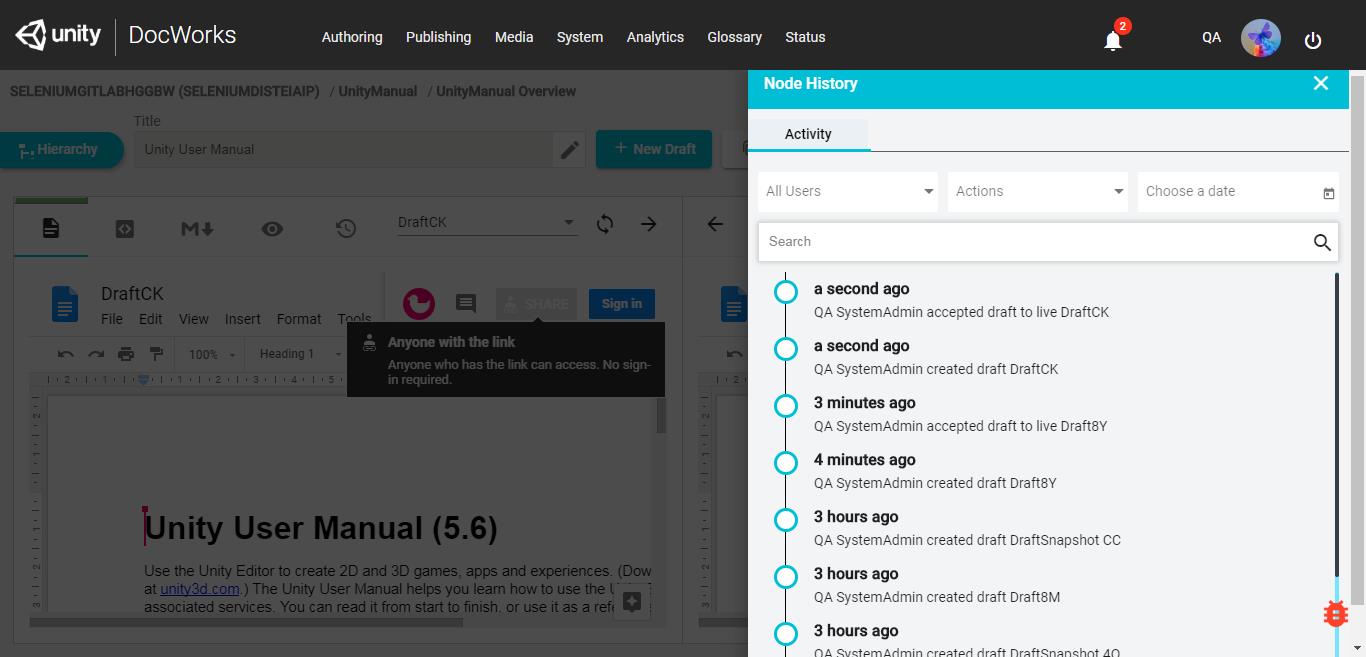 unity DocWorks Authoring Publishing Media System Analytics Glossary Status 2 QA
SELENIUMGITLABHGGBW (SELENIUMDISTEIAIP) / UnityManual / UnityManual Overview
Title
Hierarchy Unity User Manual + New Draft
DraftCK
DraftCK SHARE Sign in
File Edit View Insert Format Tools
Anyone with the link
Anyone who has the link can access. No sign-
in required.
100% Heading 1
Unity User Manual (5.6)
Use the Unity Editor to create 2D and 3D games, apps and experiences. (Dow
at unity3d.com.) The Unity User Manual helps you learn how to use the
associated services. You can read it from start to finish, or use it as a
Node History
Activity
All Users Actions Choose a date
Search
a second ago
QA SystemAdmin accepted draft to live DraftCK
a second ago
QA SystemAdmin created draft DraftCK
3 minutes ago
QA SystemAdmin accepted draft to live Draft8Y
4 minutes ago
QA SystemAdmin created draft Draft8Y
3 hours ago
QA SystemAdmin created draft DraftSnapshot CC
3 hours ago
QA SystemAdmin created draft Draft8M
3 hours ago
QA SystemAdmin created draft DraftSnapshot